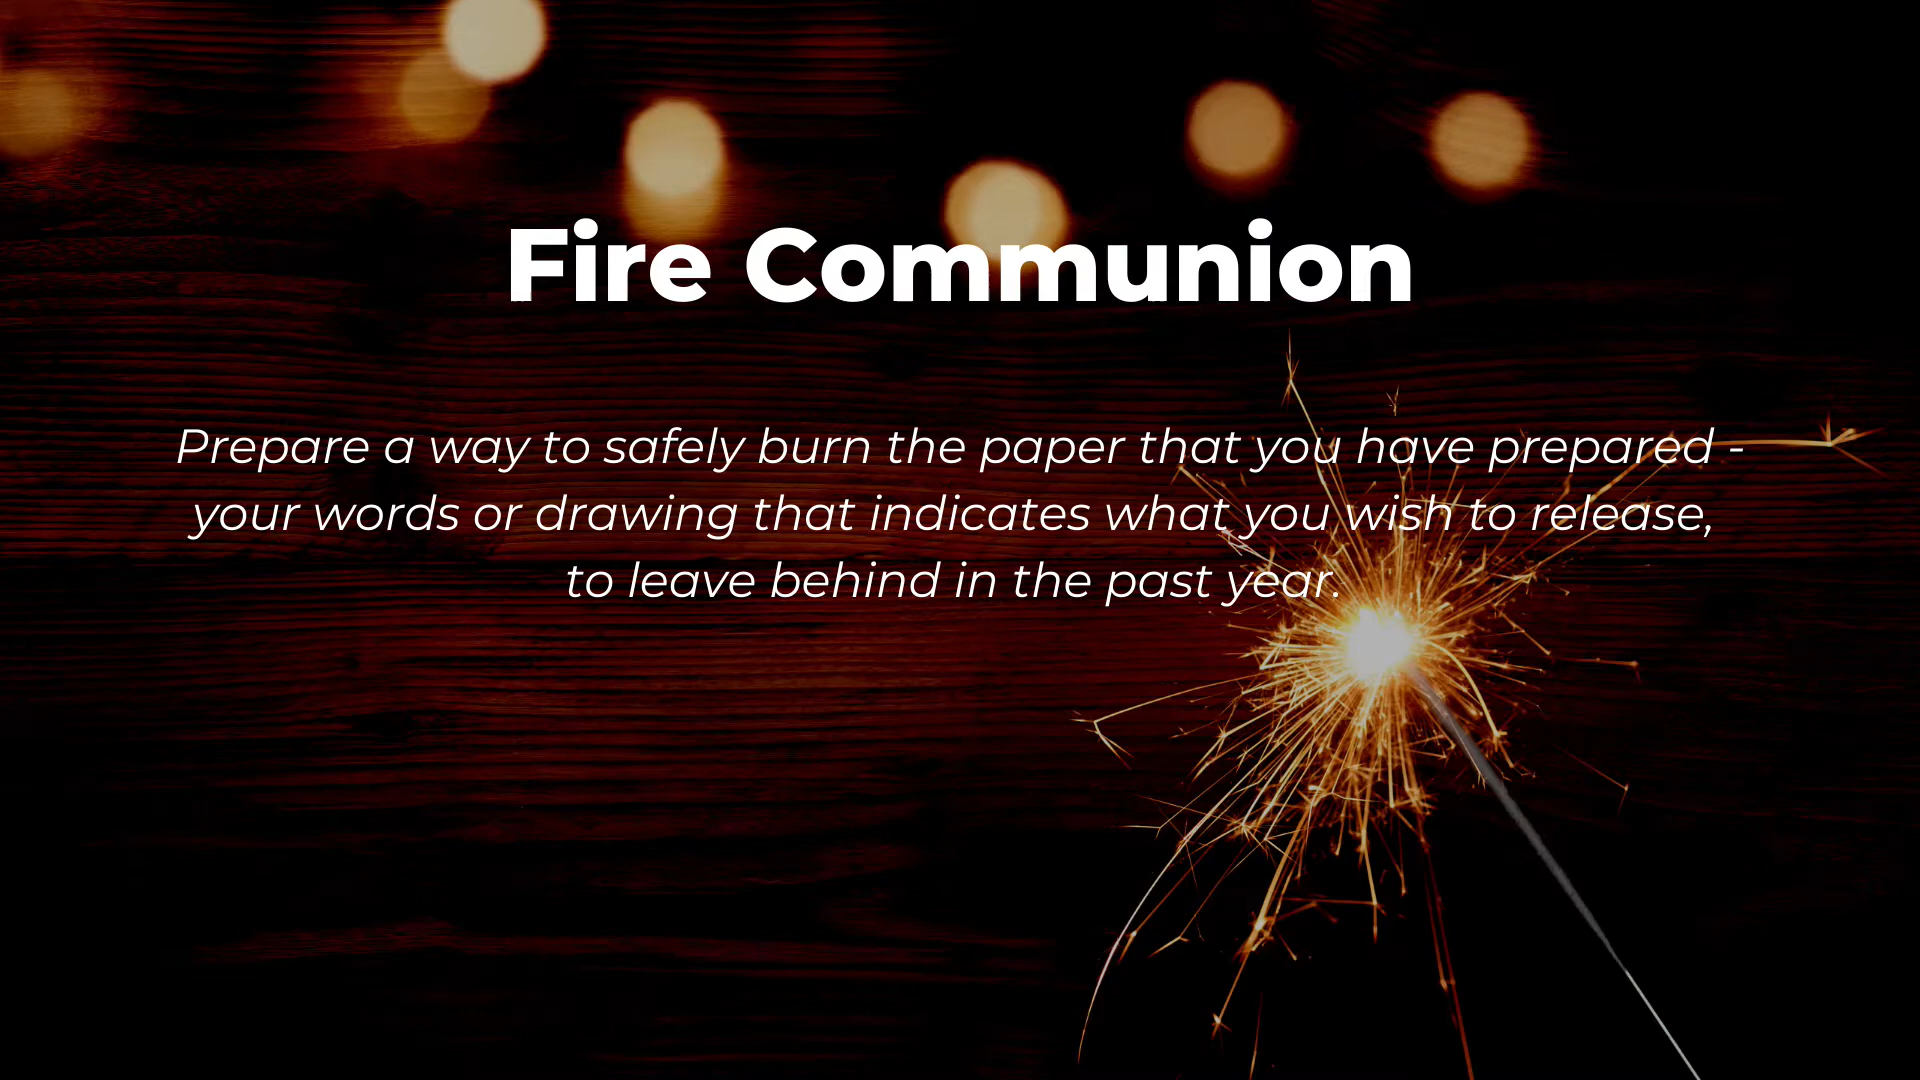 Fire Communion
Prepare a way to safely burn the paper that you have prepared -
your words or drawing that indicates what you wish to release,
to leave behind in the past year.